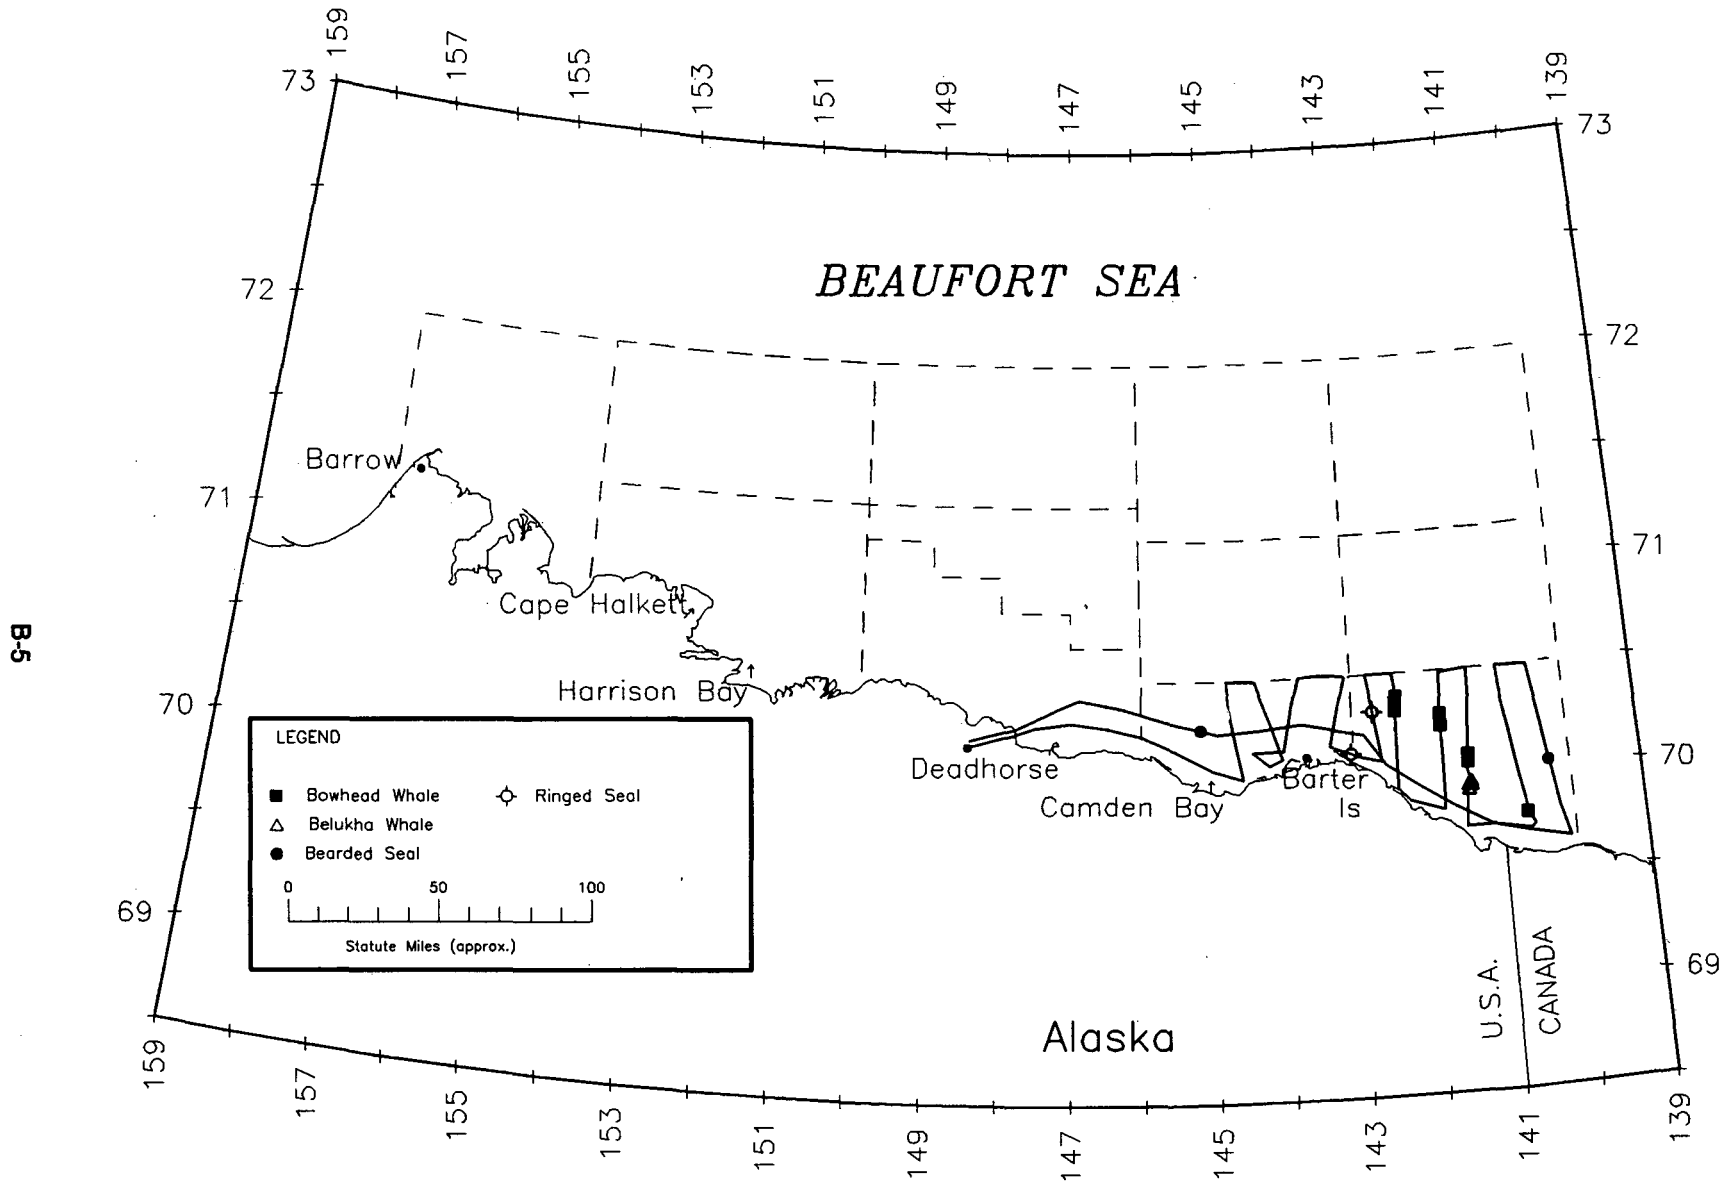 159
157
155
153
151
149
147
145
143
141
139
73
73
BEAUFORT SEA
72
72
Barrow
71
71
Cape Halkett
B-5
Harrison Bay
70
70
Deadhorse
Barter
Is
Camden Bay
LEGEND
Bowhead Whale
Ringed Seal
Belukha Whale
Bearded Seal
0 50 100
Statute Miles (approx.)
69
69
U.S.A.
CANADA
Alaska
159
157
155
153
151
149
147
145
143
141
139